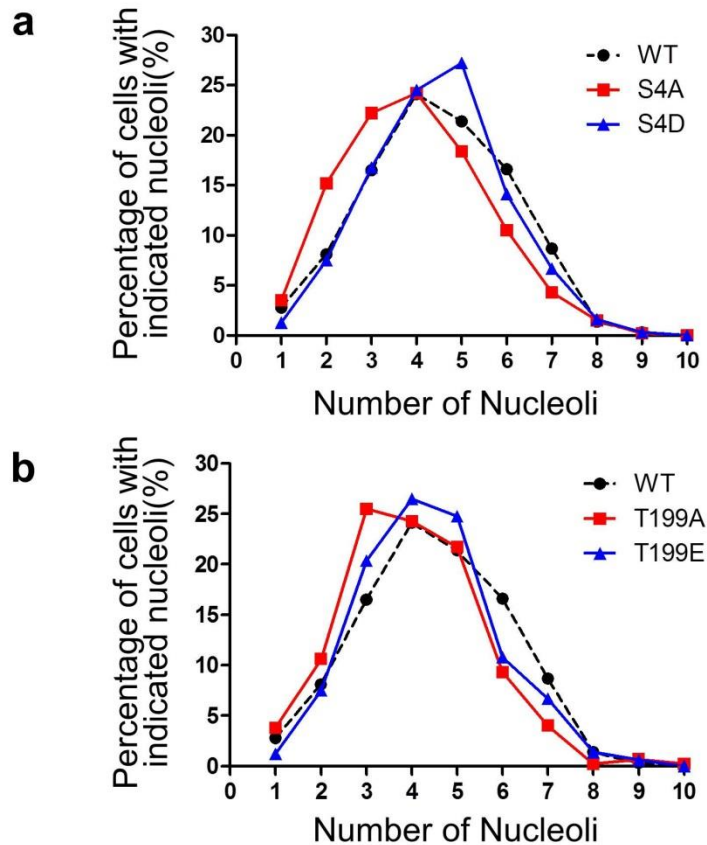 a
Percentage of cells with
indicated nucleoli(%)
30
25
20
15
10
5
0
WT
S4A
S4D
0 1 2 3 4 5 6 7 8 9 10
Number of Nucleoli
b
Percentage of cells with
indicated nucleoli(%)
30
25
20
15
10
5
0
WT
T199A
T199E
0 1 2 3 4 5 6 7 8 9 10
Number of Nucleoli